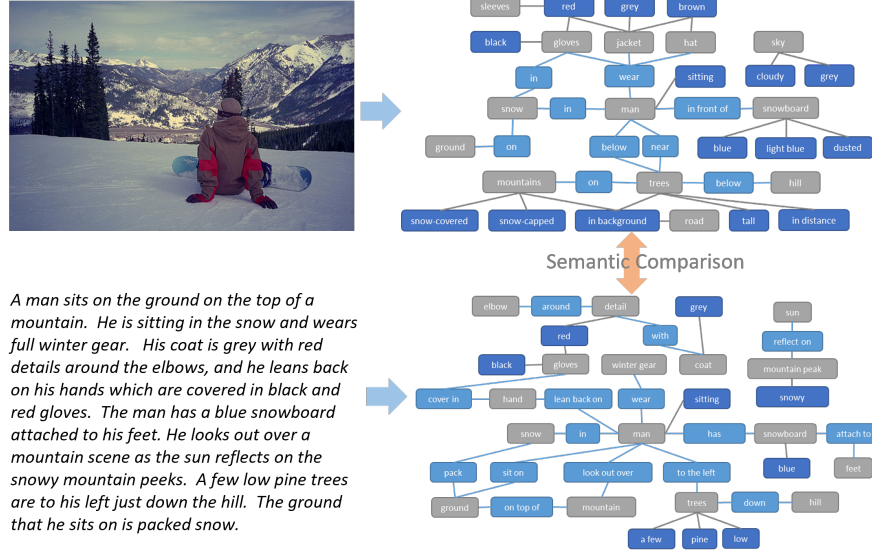 sleeves red grey brown
black gloves jacket hat sky
in wear sitting cloudy grey
snow in man in front of snowboard
ground on below near blue light blue dusted
mountains on trees below hill
snow-covered snow-capped in background road tall in distance
Semantic Comparison
A man sits on the ground on the top of a
mountain. He is sitting in the snow and wears
full winter gear. His coat is grey with red
details around the elbows, and he leans back
on his hands which are covered in black and
red gloves. The man has a blue snowboard
attached to his feet. He looks out over a
mountain scene as the sun reflects on the
snowy mountain peeks. A few low pine trees
are to his left just down the hill. The ground
that he sits on is packed snow.
elbow around detail grey sun
red with reflect on
black gloves winter gear coat mountain peak
cover in hand lean back on wear sitting snowy
snow in man has snowboard attach to
pack sit on look out over to the left blue feet
ground on top of mountain trees down hill
a few pine low